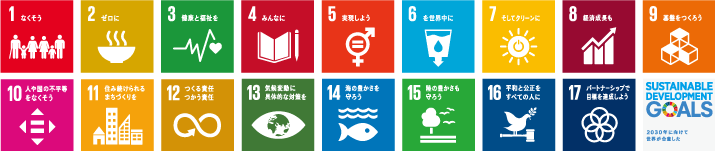 1 なくそう
2 ゼロに
3 健康と福祉を
4 みんなに
5 実現しよう
6 を世界中に
7 そしてクリーンに
8 経済成長も
9 基盤をつくろう
10 人や国の不平等
をなくそう
11 住み続けられる
まちづくりを
12 つくる責任
つかう責任
13 気候変動に
具体的な対策を
14 海の豊かさを
守ろう
15 陸の豊かさも
守ろう
16 平和と公正を
すべての人に
17 パートナーシップで
目標を達成しよう
SUSTAINABLE
DEVELOPMENT
GOALS
2030年に向けて
世界が合意した